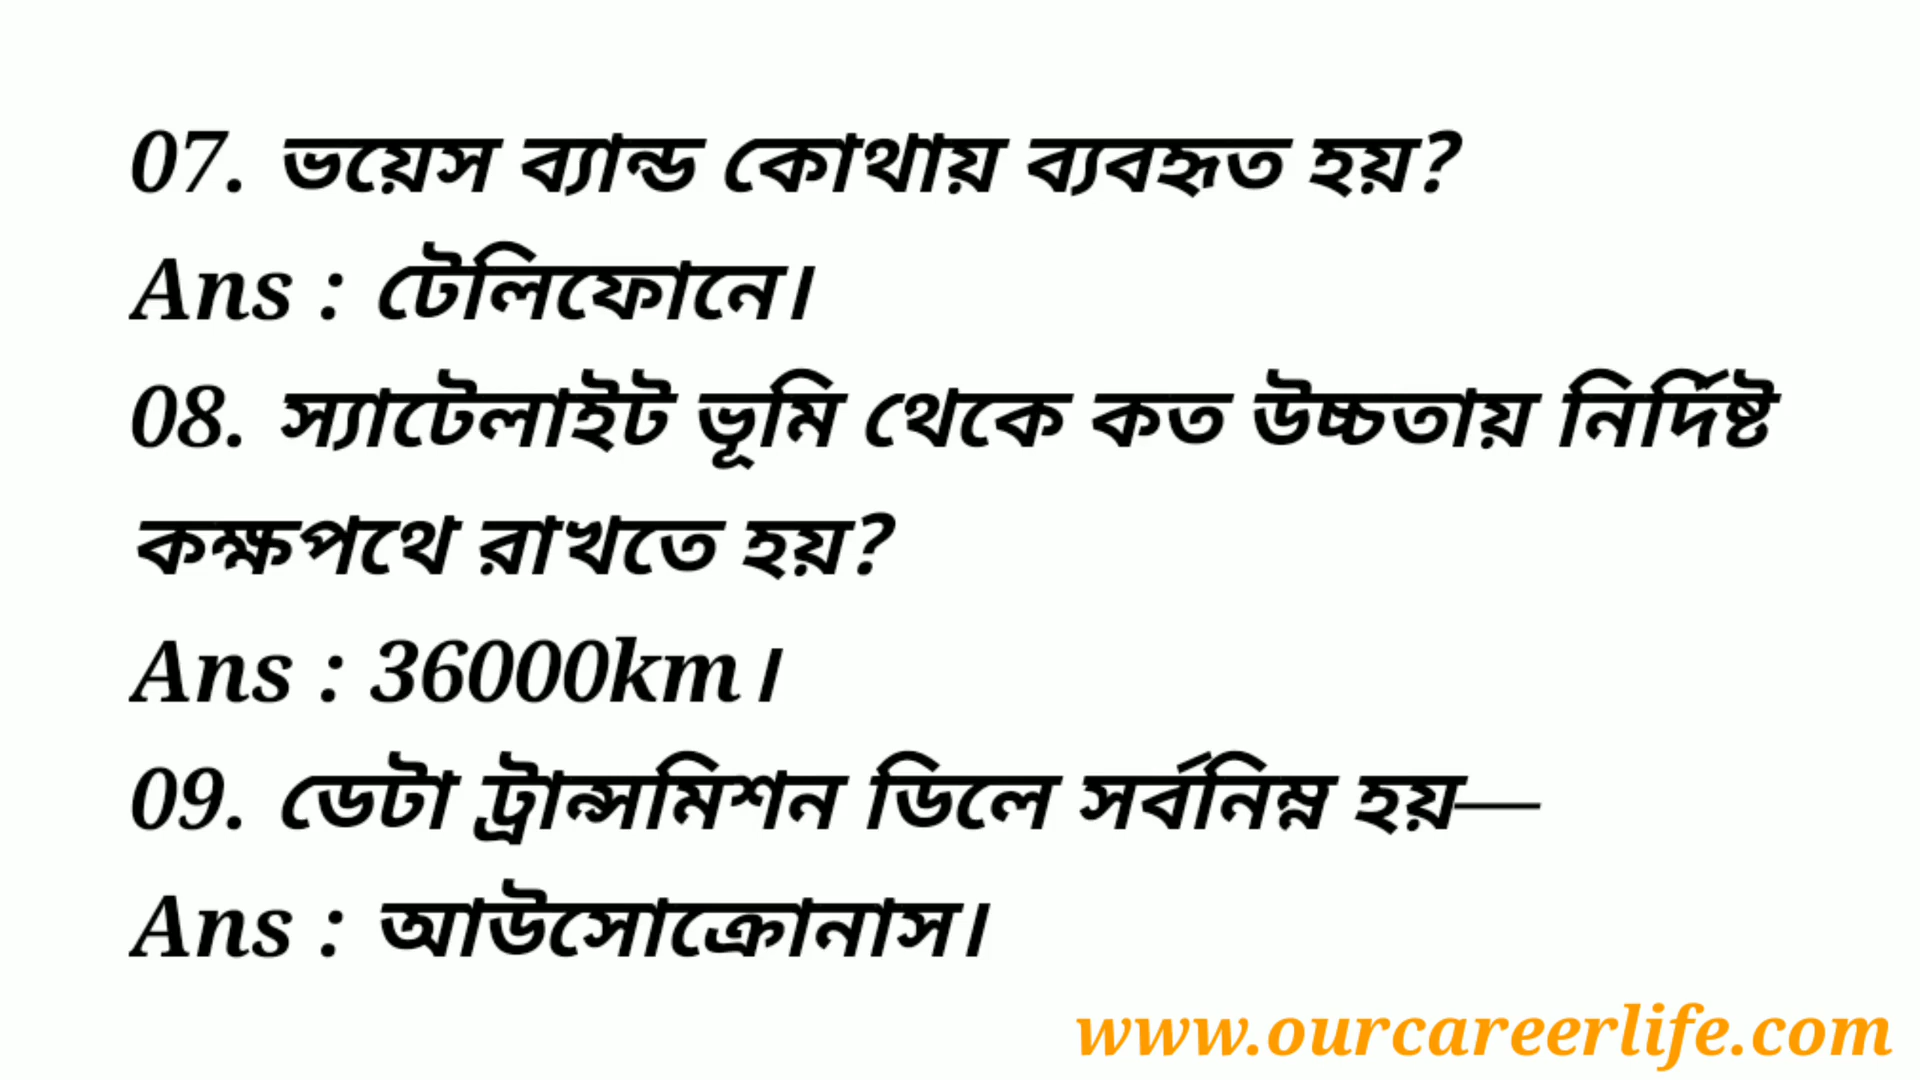 07. ভয়েস ব্যান্ড কোথায় ব্যবহৃত হয়?
Ans : টেলিফোনে।
08. স্যাটেলাইট ভূমি থেকে কত উচ্চতায় নির্দিষ্ট
কক্ষপথে রাখতে হয়?
Ans : 36000km।
09. ডেটা ট্রান্সমিশন ডিলে সর্বনিম্ন হয়—
Ans : আউসোক্রোনাস।
www.ourcareerlife.com